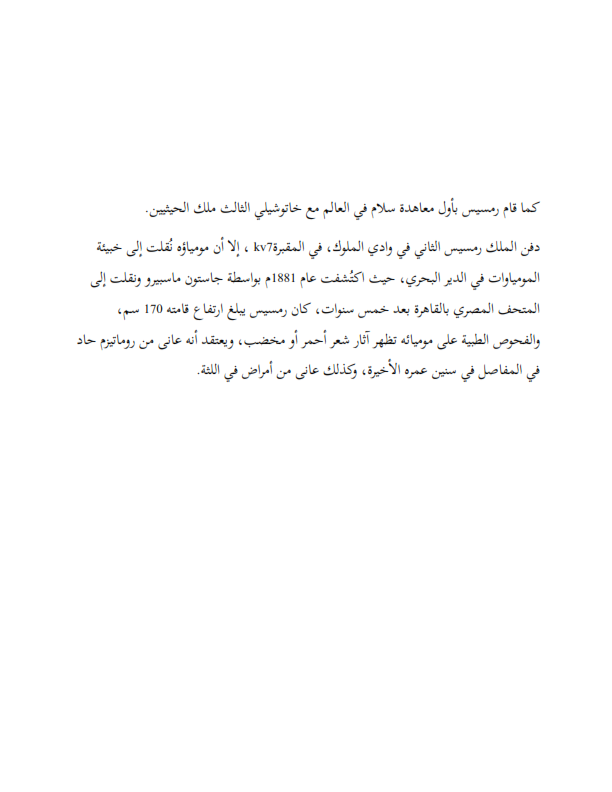 كما قام رمسيس بأول معاهدة سلام في العالم مع خاتوشيلي الثالث ملك الحيثيين.
دفن الملك رمسيس الثاني في وادي الملوك، في المقبرةkv7 ، إلا أن مومياؤه نُقلت إلى خبيئة
المومياوات في الدير البحري، حيث اكتُشفت عام 1881م بواسطة جاستون ماسبيرو ونقلت إلى
المتحف المصري بالقاهرة بعد خمس سنوات، كان رمسيس يبلغ ارتفاع قامته 170 سم،
والفحوص الطبية على موميائه تظهر آثار شعر أحمر أو مخضب، ويعتقد أنه عانى من روماتيزم حاد
في المفاصل في سنين عمره الأخيرة، وكذلك عانى من أمراض في اللثة.